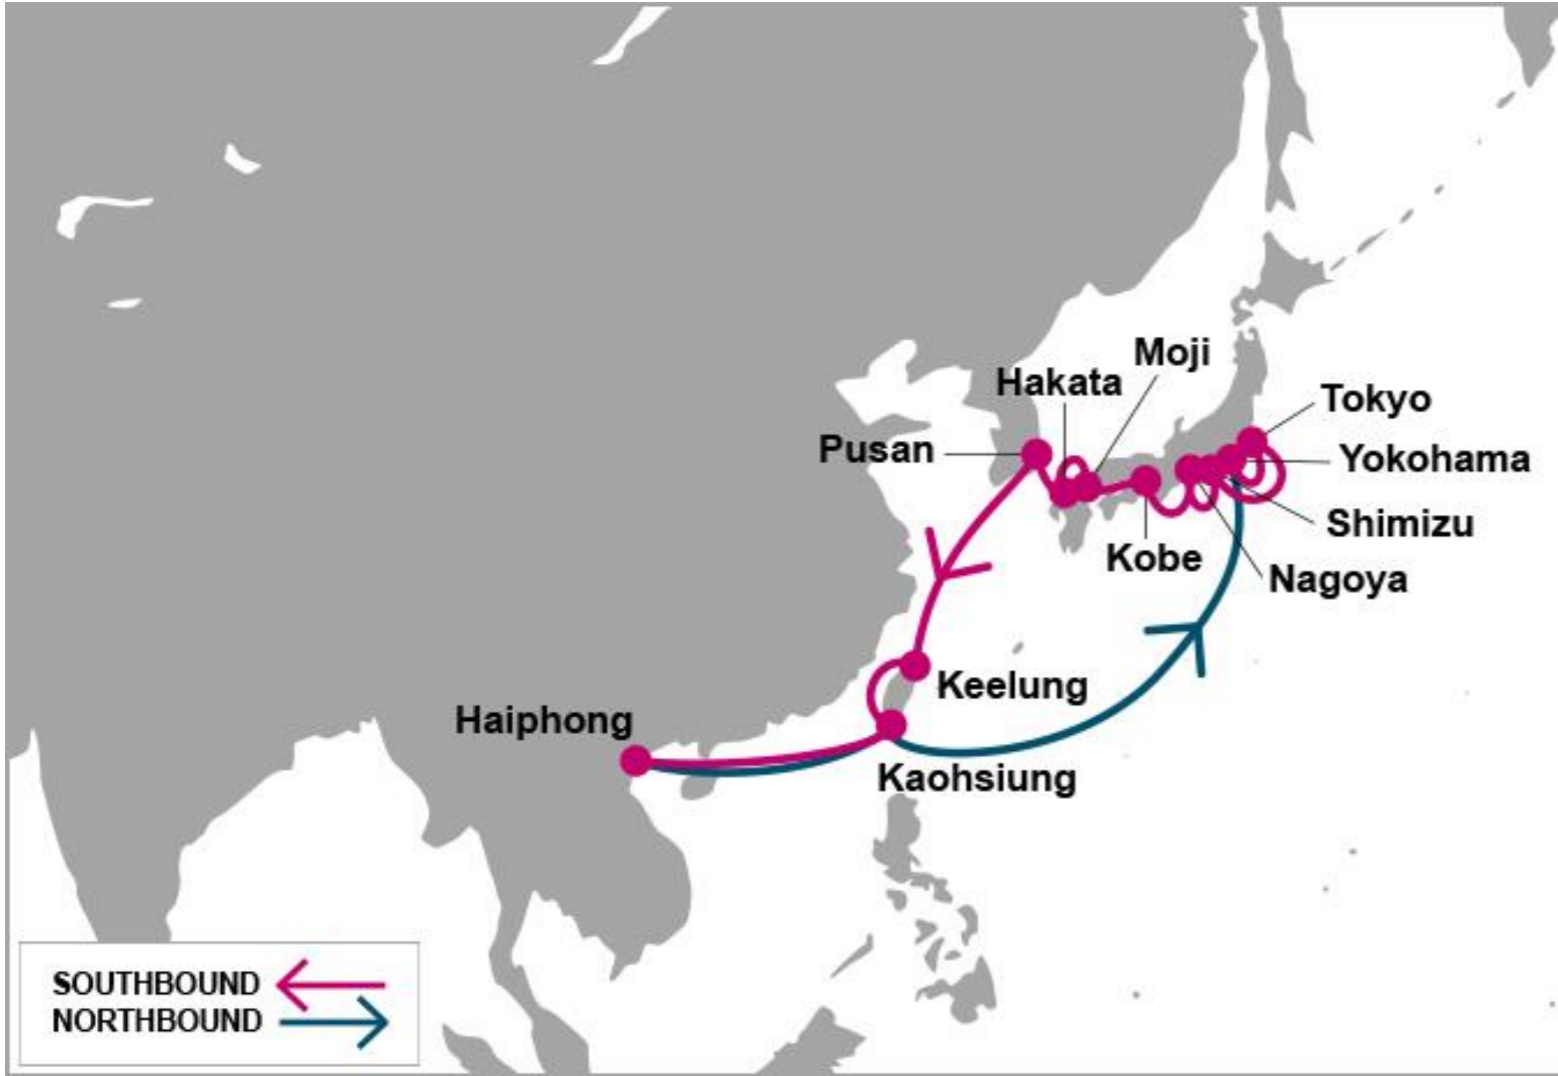 Moji
Hakata
Tokyo
Pusan
Yokohama
Shimizu
Kobe
Nagoya
Keelung
Haiphong
Kaohsiung
SOUTHBOUND
NORTHBOUND